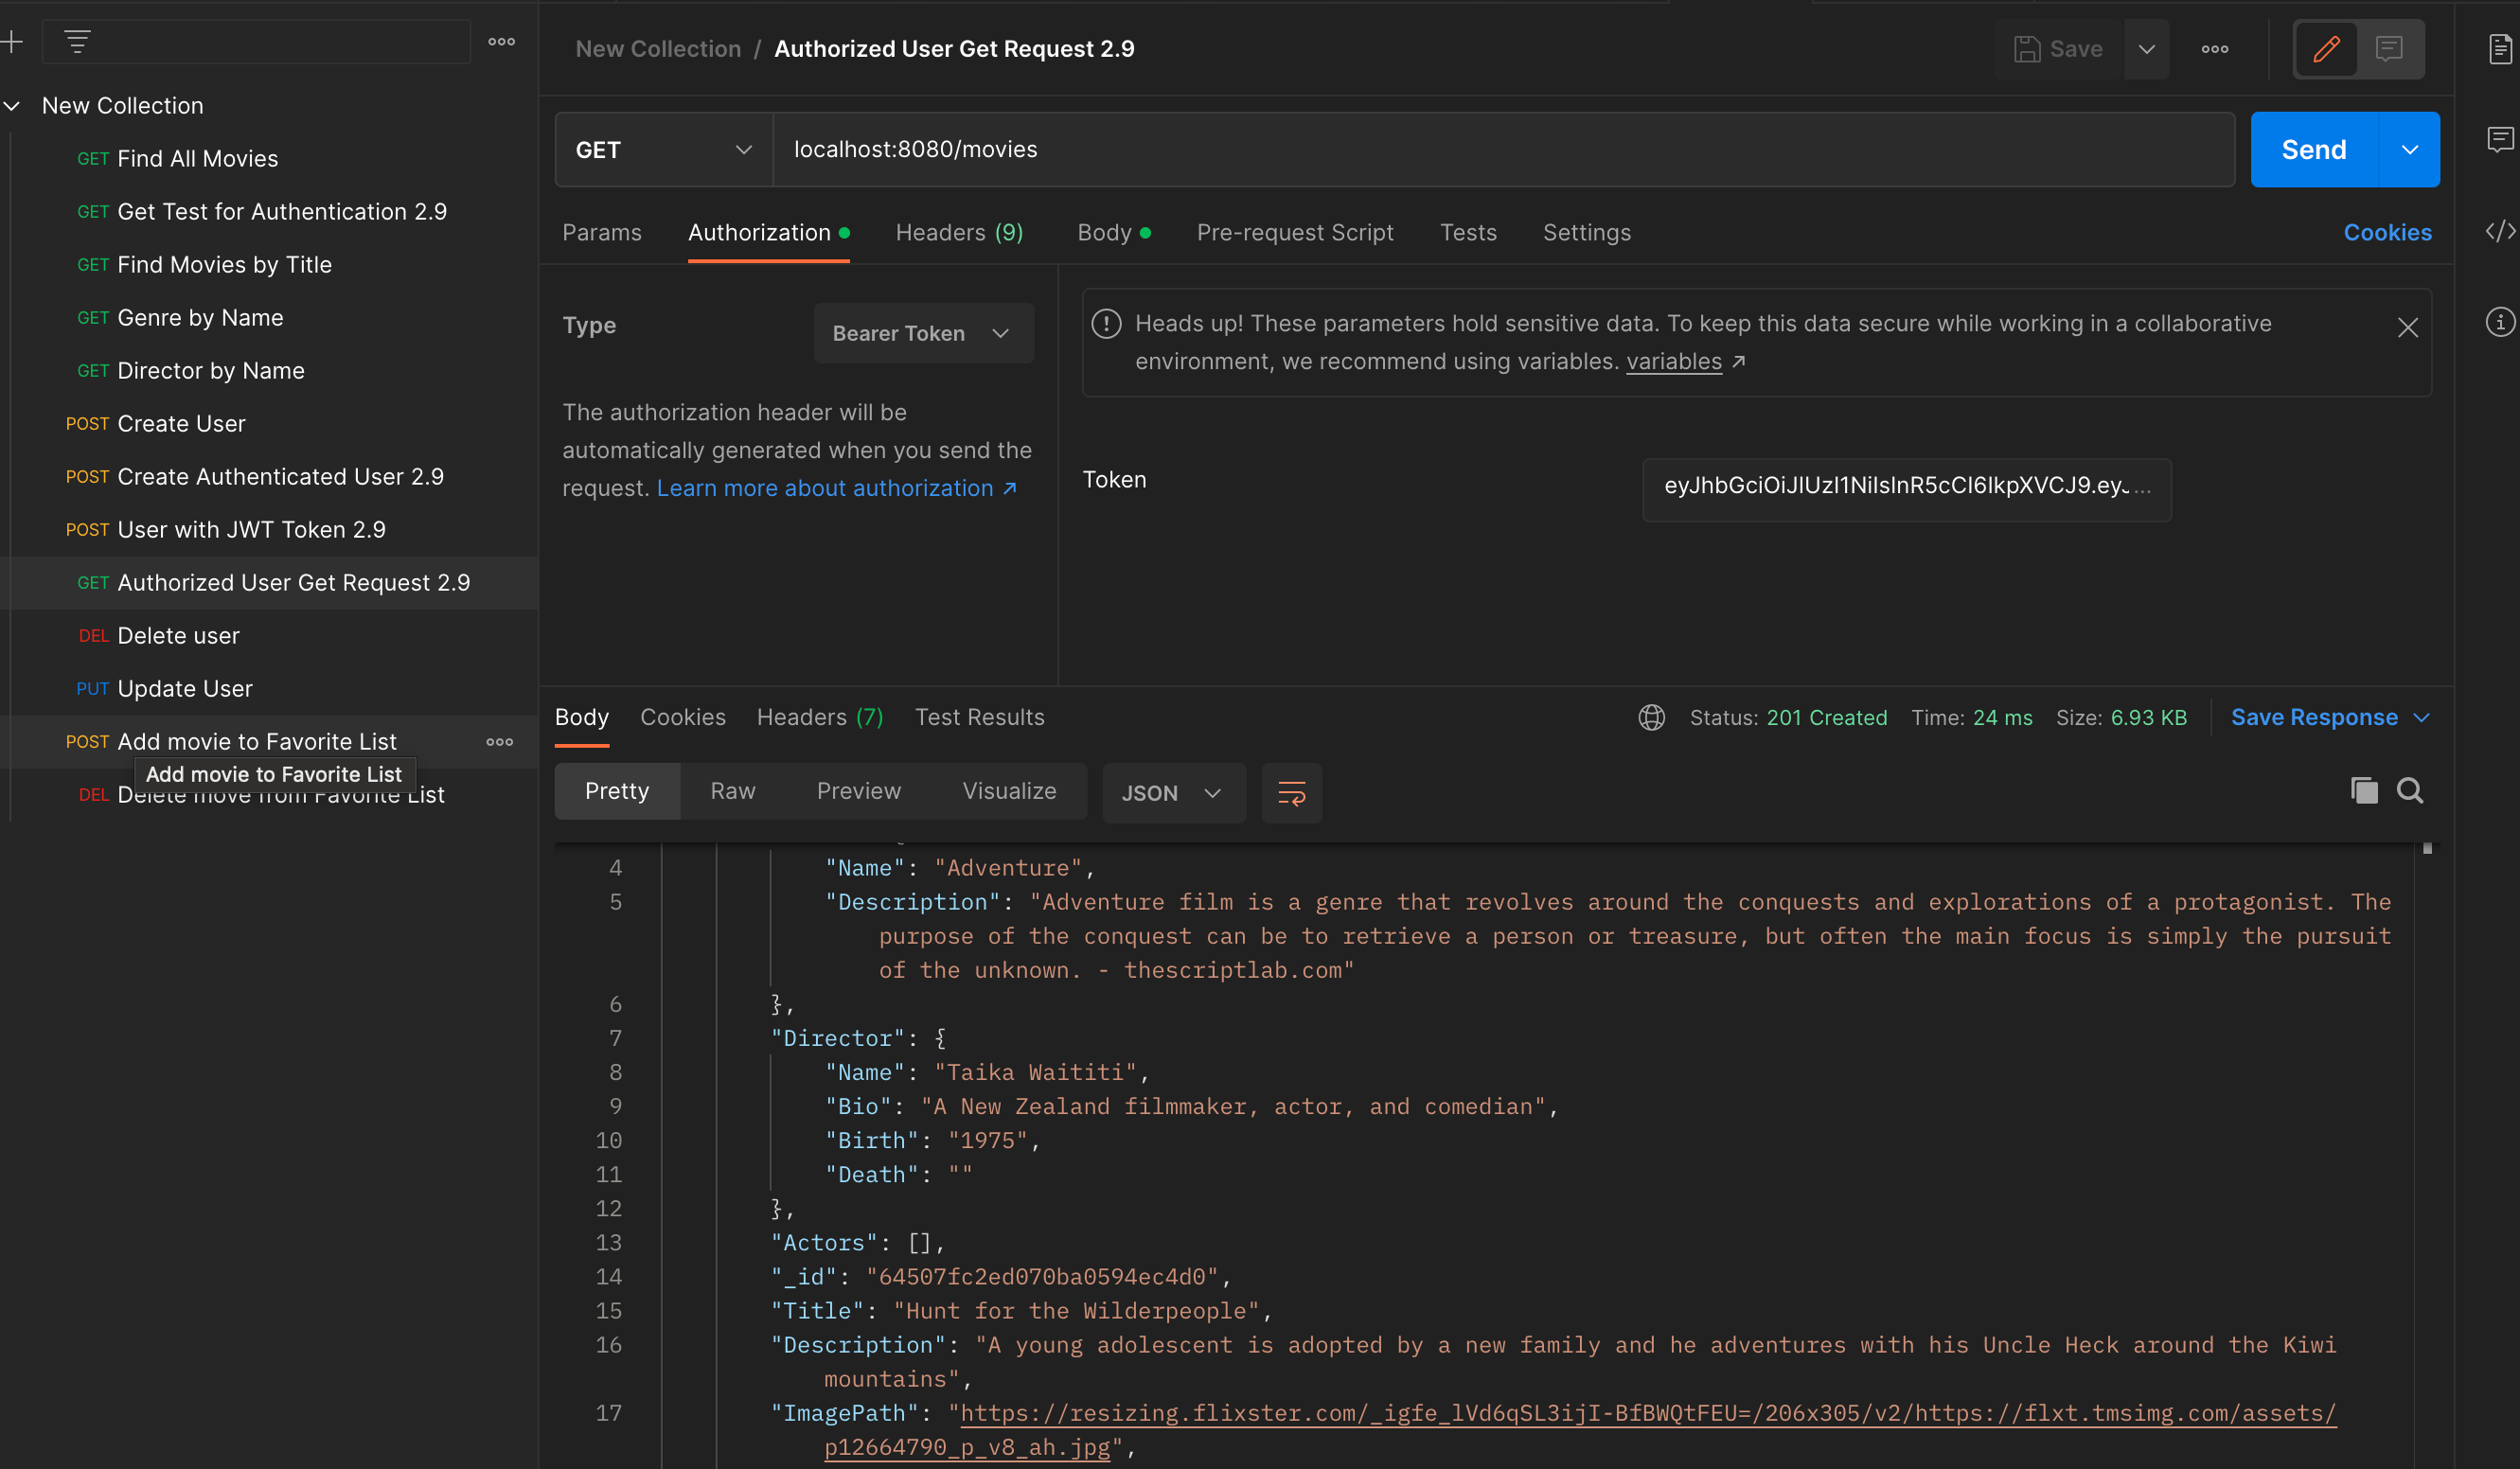 New Collection
GET Find All Movies
GET Get Test for Authentication 2.9
GET Find Movies by Title
GET Genre by Name
GET Director by Name
POST Create User
POST Create Authenticated User 2.9
POST User with JWT Token 2.9
GET Authorized User Get Request 2.9
DEL Delete user
PUT Update User
POST Add movie to Favorite List
Add movie to Favorite List
DEL Delete move from Favorite List
New Collection / Authorized User Get Request 2.9
Save
GET
localhost:8080/movies
Send
Params Authorization Headers (9) Body Pre-request Script Tests Settings Cookies
Type
Bearer Token
The authorization header will be
automatically generated when you send the
request. Learn more about authorization ↗
Heads up! These parameters hold sensitive data. To keep this data secure while working in a collaborative
environment, we recommend using variables. variables ↗
Token
eyJhbGciOiJIUzI1NiIsInR5cCI6IkpXVCJ9.eyJ...
Body Cookies Headers (7) Test Results
Status: 201 Created Time: 24 ms Size: 6.93 KB Save Response
Pretty Raw Preview Visualize JSON
4 "Name": "Adventure",
5 "Description": "Adventure film is a genre that revolves around the conquests and explorations of a protagonist. The
purpose of the conquest can be to retrieve a person or treasure, but often the main focus is simply the pursuit
of the unknown. - thescriptlab.com"
6 },
7 "Director": {
8 "Name": "Taika Waititi",
9 "Bio": "A New Zealand filmmaker, actor, and comedian",
10 "Birth": "1975",
11 "Death": ""
12 },
13 "Actors": [],
14 "_id": "64507fc2ed070ba0594ec4d0",
15 "Title": "Hunt for the Wilderpeople",
16 "Description": "A young adolescent is adopted by a new family and he adventures with his Uncle Heck around the Kiwi
mountains",
17 "ImagePath": "https://resizing.flixster.com/_igfe_lVd6qSL3ijI-BfBWQtFEU=/206x305/v2/https://flxt.tmsimg.com/assets/
p12664790_p_v8_ah.jpg",